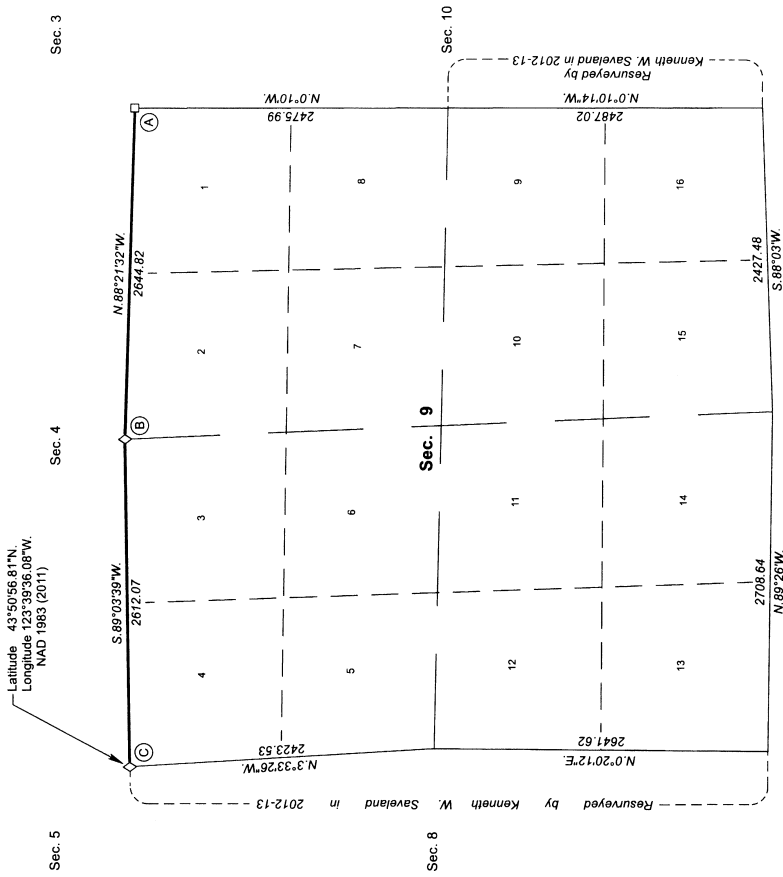 Sec. 5
Sec. 4
Sec. 3
Latitude 43°50'56.81"N.
Longitude 123°39'36.08"W.
NAD 1983 (2011)
S.89°03'39"W.
2612.07
N.88°21'32"W.
2644.82
C
B
A
4
3
2
1
N.3°33'26"W.
2423.53
N.0°10'W.
2475.99
5
6
7
8
Sec. 8
Sec. 9
Sec. 10
12
11
10
9
N.0°20'12"E.
2641.62
N.0°10'14"W.
2487.02
13
14
15
16
2708.64
N.89°26'W.
2427.48
S.88°03'W.
Resurveyed by Kenneth W. Saveland in 2012-13
Resurveyed by
Kenneth W. Saveland in 2012-13